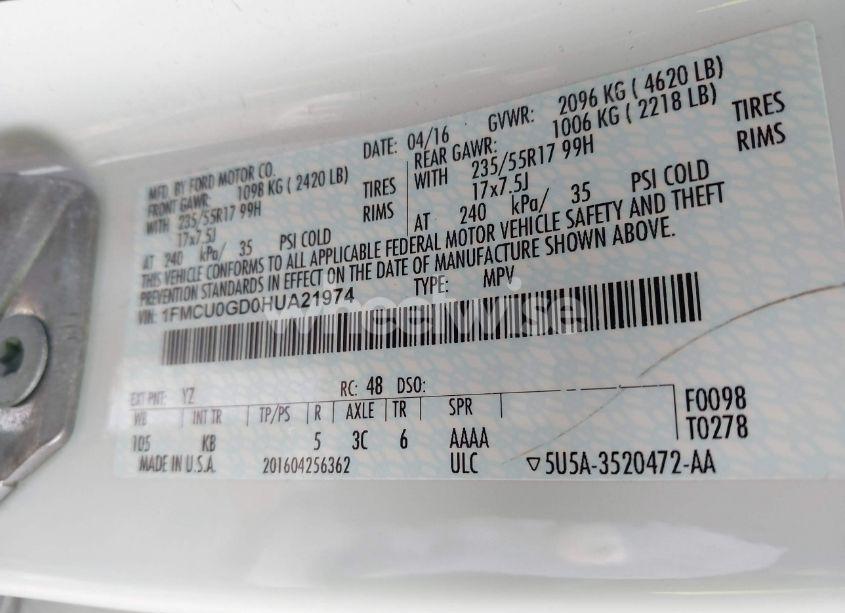 MFD. BY FORD MOTOR CO. DATE: 04/16 GVWR: 2096 KG ( 4620 LB)
FRONT GAWR: 1098 KG ( 2420 LB) REAR GAWR: 1006 KG ( 2218 LB)
WITH 235/55R17 99H TIRES WITH 235/55R17 99H TIRES
17x7.5J RIMS 17x7.5J RIMS
AT 240 kPa/ 35 PSI COLD AT 240 kPa/ 35 PSI COLD
THIS VEHICLE CONFORMS TO ALL APPLICABLE FEDERAL MOTOR VEHICLE SAFETY AND THEFT
PREVENTION STANDARDS IN EFFECT ON THE DATE OF MANUFACTURE SHOWN ABOVE.
VIN: 1FMCU0GD0HUA21974 TYPE: MPV
wheelwise
EXT PNT: YZ RC: 48 DSO:
WB INT TR TP/PS R AXLE TR SPR F0098
105 KB 5 3C 6 AAAA T0278
MADE IN U.S.A. 201604256362 ULC ▽5U5A-3520472-AA